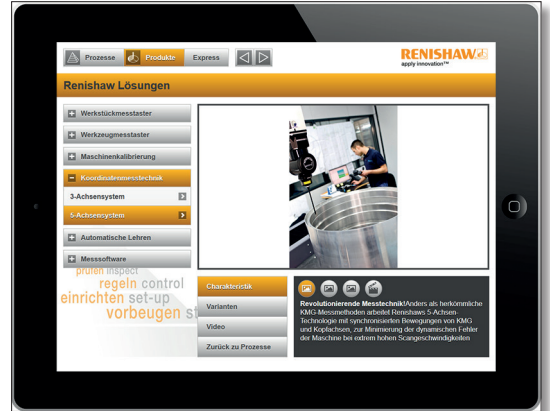 Prozesse
Produkte
Express
RENISHAW
apply innovation™
Renishaw Lösungen
Werkstückmesstaster
Werkzeugmesstaster
Maschinenkalibrierung
Koordinatenmesstechnik
3-Achsensystem
5-Achsensystem
Automatische Lehren
Messsoftware
prüfen inspect
regeln control
einrichten set-up
vorbeugen st
Charakteristik
Varianten
Video
Zurück zu Prozesse
Revolutionierende Messtechnik!Anders als herkömmliche
KMG-Messmethoden arbeitet Renishaws 5-Achsen-
Technologie mit synchronisierten Bewegungen von KMG
und Kopfachsen, zur Minimierung der dynamischen Fehler
der Maschine bei extrem hohen Scangeschwindigkeiten